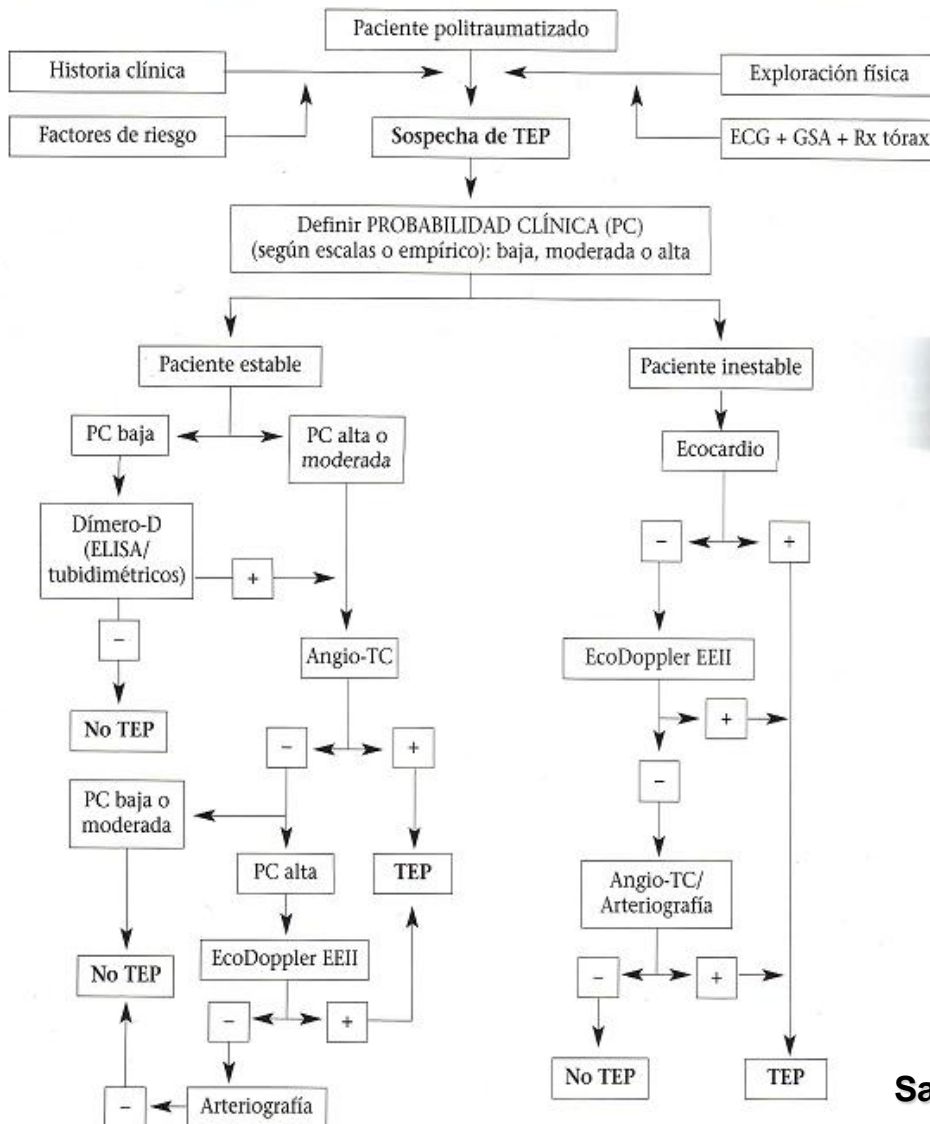 Paciente politraumatizado
Historia clínica
Exploración física
Factores de riesgo
Sospecha de TEP
ECG + GSA + Rx tórax
Definir PROBABILIDAD CLÍNICA (PC)
(según escalas o empírico): baja, moderada o alta
Paciente estable
Paciente inestable
PC baja
PC alta o
moderada
Ecocardio
Dímero-D
(ELISA/
tubidimétricos)
+
-
+
-
Angio-TC
EcoDoppler EEII
No TEP
+
-
+
-
PC baja o
moderada
PC alta
TEP
Angio-TC/
Arteriografía
No TEP
EcoDoppler EEII
-
+
-
+
No TEP
TEP
-
Arteriografía
Sa